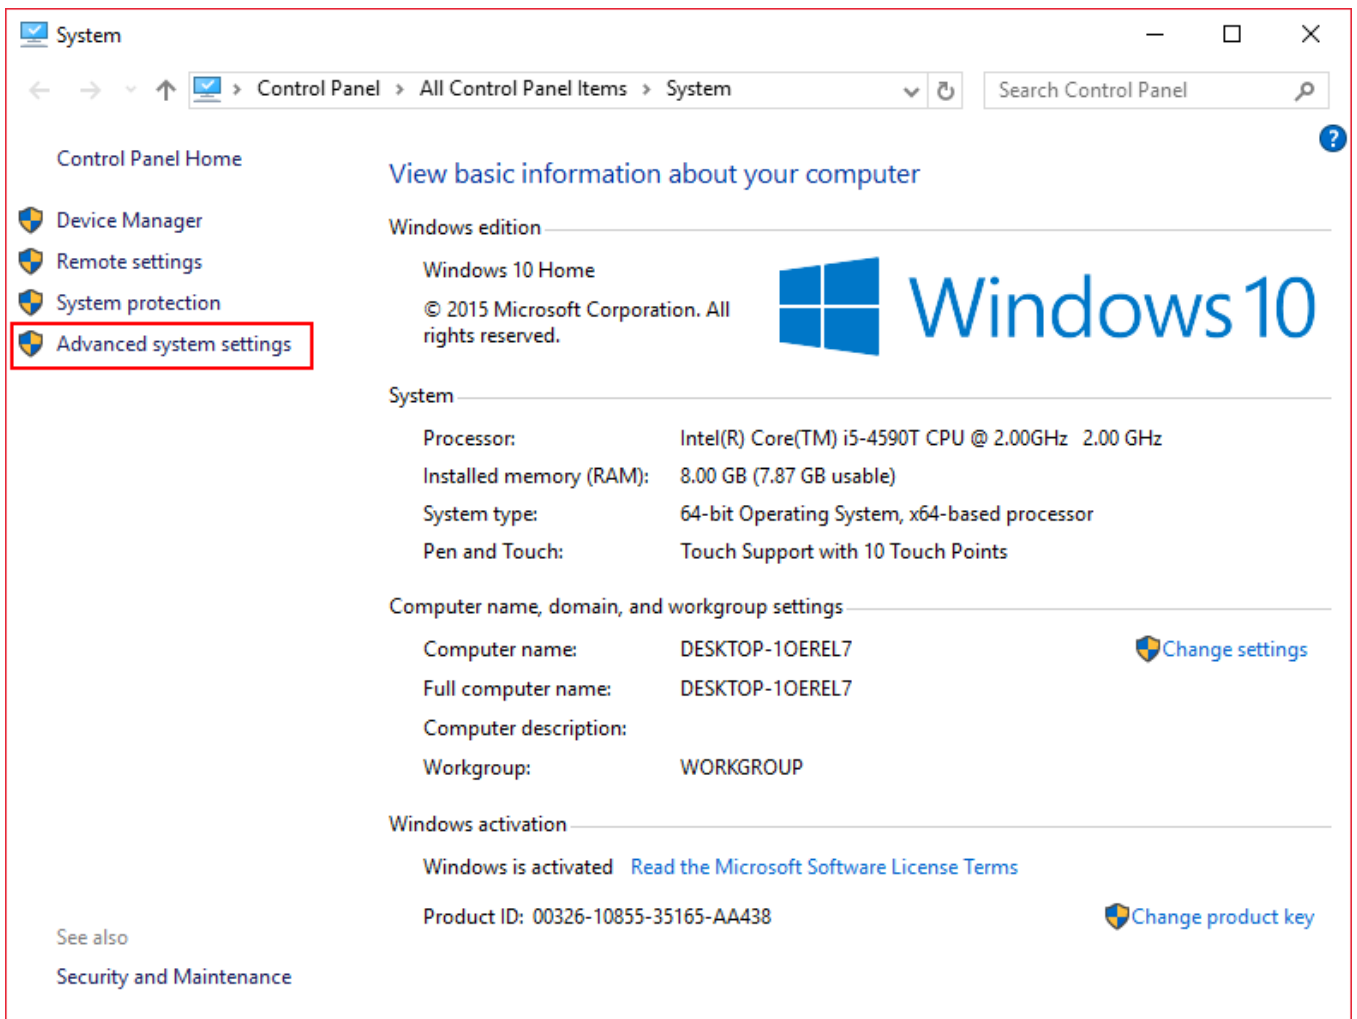 System
Control Panel > All Control Panel Items > System
Search Control Panel
?
Control Panel Home
Device Manager
Remote settings
System protection
Advanced system settings
View basic information about your computer
Windows edition
Windows 10 Home
© 2015 Microsoft Corporation. All
rights reserved.
Windows 10
System
Processor: Intel(R) Core(TM) i5-4590T CPU @ 2.00GHz 2.00 GHz
Installed memory (RAM): 8.00 GB (7.87 GB usable)
System type: 64-bit Operating System, x64-based processor
Pen and Touch: Touch Support with 10 Touch Points
Computer name, domain, and workgroup settings
Computer name: DESKTOP-1OEREL7 Change settings
Full computer name: DESKTOP-1OEREL7
Computer description:
Workgroup: WORKGROUP
Windows activation
Windows is activated Read the Microsoft Software License Terms
Product ID: 00326-10855-35165-AA438 Change product key
See also
Security and Maintenance